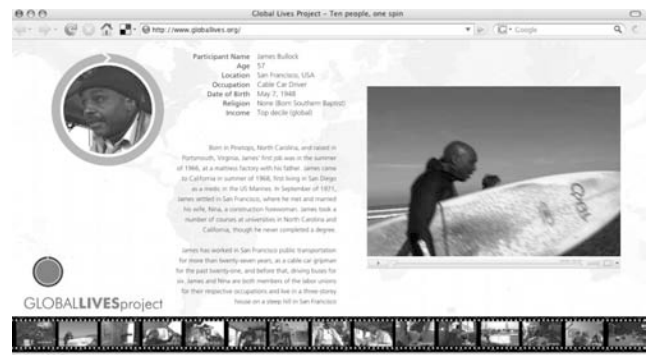 Global Lives Project – Ten people, one spin
http://www.globallives.org/
Google
Participant Name James Bullock
Age 57
Location San Francisco, USA
Occupation Cable Car Driver
Date of Birth May 7, 1948
Religion None (Born Southern Baptist)
Income Top decile (global)
Born in Pinetops, North Carolina, and raised in
Portsmouth, Virginia, James' first job was in the summer
of 1968, at a mattress factory with his father. James came
to California in summer of 1968, first living in San Diego
as a medic in the US Marines. In September of 1971,
James settled in San Francisco, where he met and married
his wife, Nina, a construction forewoman. James took a
number of courses at universities in North Carolina and
California, though he never completed a degree.
James has worked in San Francisco public transportation
for more than twenty-seven years, as a cable car gripman
for the past twenty-one, and before that, driving buses for
six. James and Nina are both members of the labor unions
for their respective occupations and live in a three-storey
house on a steep hill in San Francisco
GLOBALLIVESproject